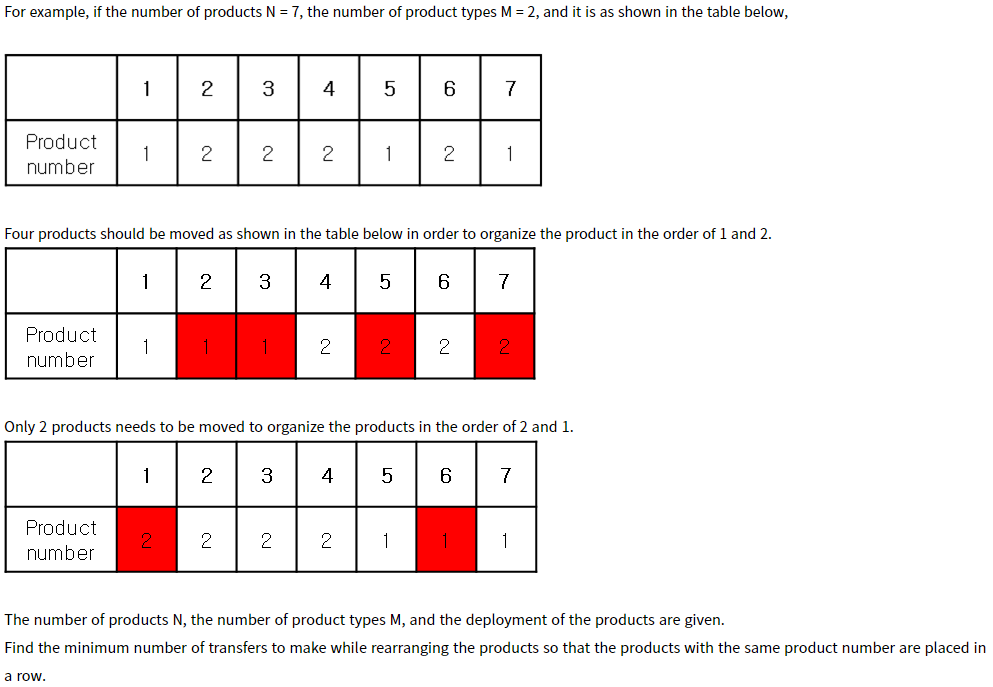 For example, if the number of products N = 7, the number of product types M = 2, and it is as shown in the table below,
1 2 3 4 5 6 7
Product
number
1 2 2 2 1 2 1
Four products should be moved as shown in the table below in order to organize the product in the order of 1 and 2.
1 2 3 4 5 6 7
Product
number
1 1 1 2 2 2 2
Only 2 products needs to be moved to organize the products in the order of 2 and 1.
1 2 3 4 5 6 7
Product
number
2 2 2 2 1 1 1
The number of products N, the number of product types M, and the deployment of the products are given.
Find the minimum number of transfers to make while rearranging the products so that the products with the same product number are placed in
a row.